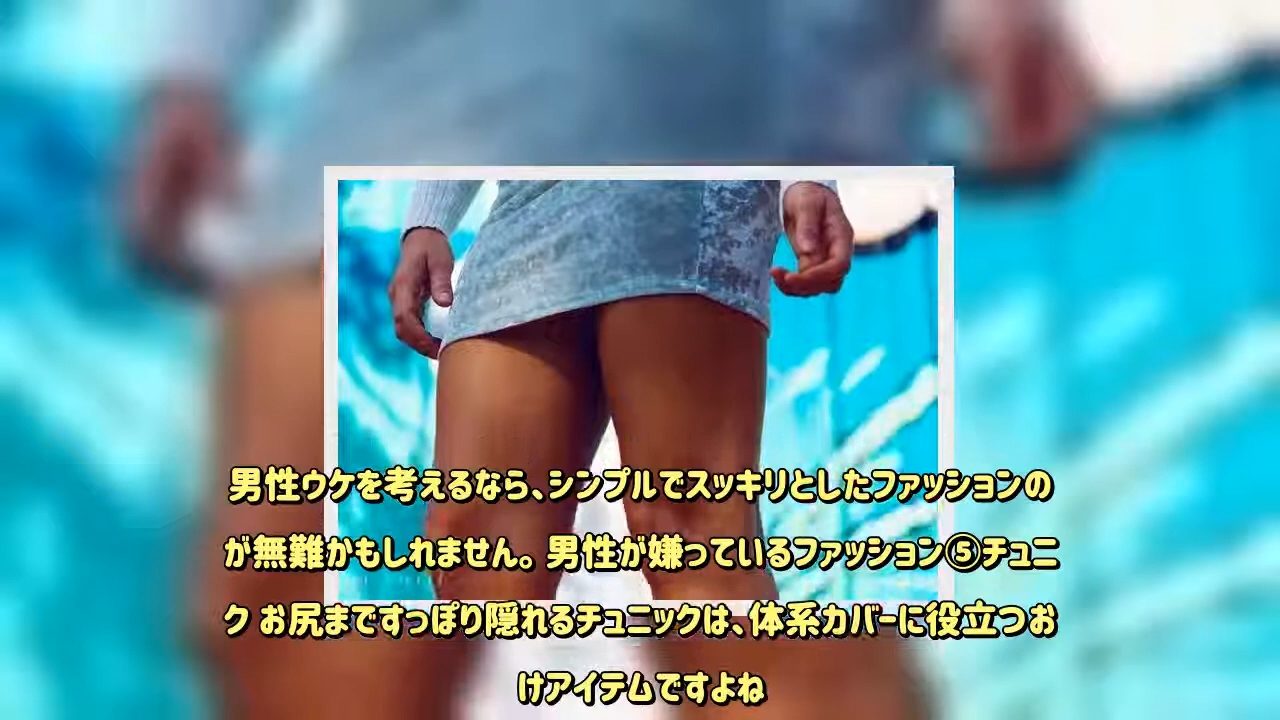 男性ウケを考えるなら、シンプルでスッキリとしたファッションの
が無難かもしれません。 男性が嫌っているファッション⑤チュニ
ク お尻まですっぽり隠れるチュニックは、体系カバーに役立つお
けアイテムですよね